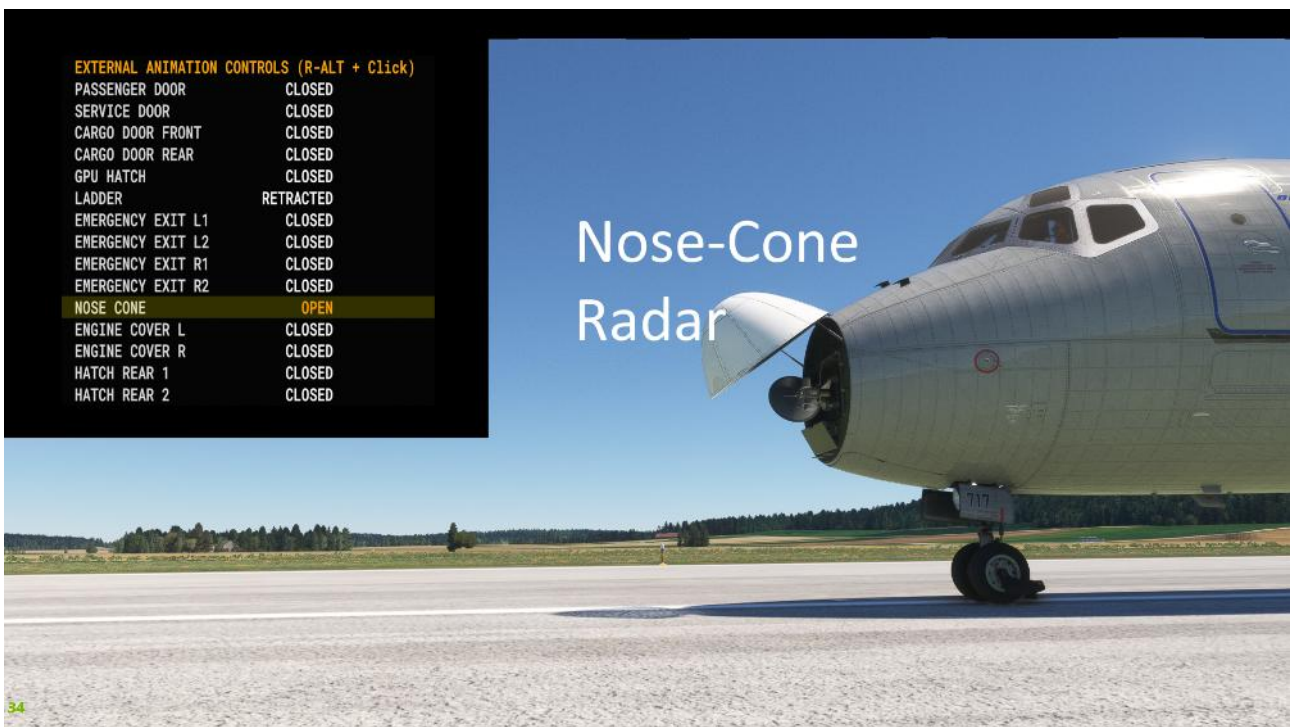 EXTERNAL ANIMATION CONTROLS (R-ALT + Click)
PASSENGER DOOR CLOSED
SERVICE DOOR CLOSED
CARGO DOOR FRONT CLOSED
CARGO DOOR REAR CLOSED
GPU HATCH CLOSED
LADDER RETRACTED
EMERGENCY EXIT L1 CLOSED
EMERGENCY EXIT L2 CLOSED
EMERGENCY EXIT R1 CLOSED
EMERGENCY EXIT R2 CLOSED
NOSE CONE OPEN
ENGINE COVER L CLOSED
ENGINE COVER R CLOSED
HATCH REAR 1 CLOSED
HATCH REAR 2 CLOSED
Nose-Cone
Radar
717
34